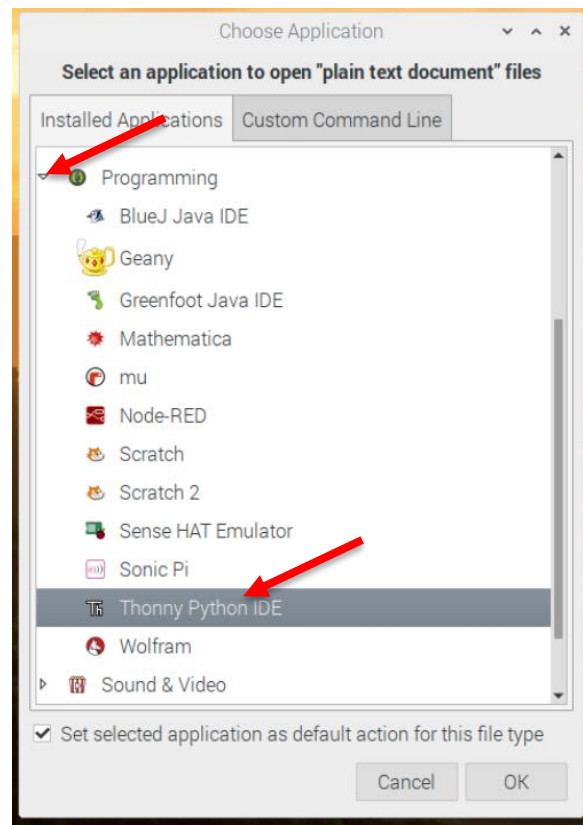 Choose Application
Select an application to open "plain text document" files
Installed Applications Custom Command Line
Programming
BlueJ Java IDE
Geany
Greenfoot Java IDE
Mathematica
mu
Node-RED
Scratch
Scratch 2
Sense HAT Emulator
Sonic Pi
Thonny Python IDE
Wolfram
Sound & Video
Set selected application as default action for this file type
Cancel OK